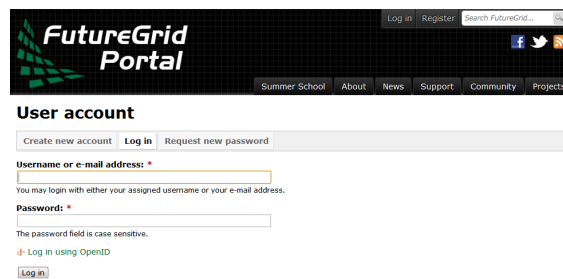 Log in Register Search FutureGrid...
FutureGrid
Portal
Summer School About News Support Community Projects
User account
Create new account Log in Request new password
Username or e-mail address: *
You may login with either your assigned username or your e-mail address.
Password: *
The password field is case sensitive.
Log in using OpenID
Log in